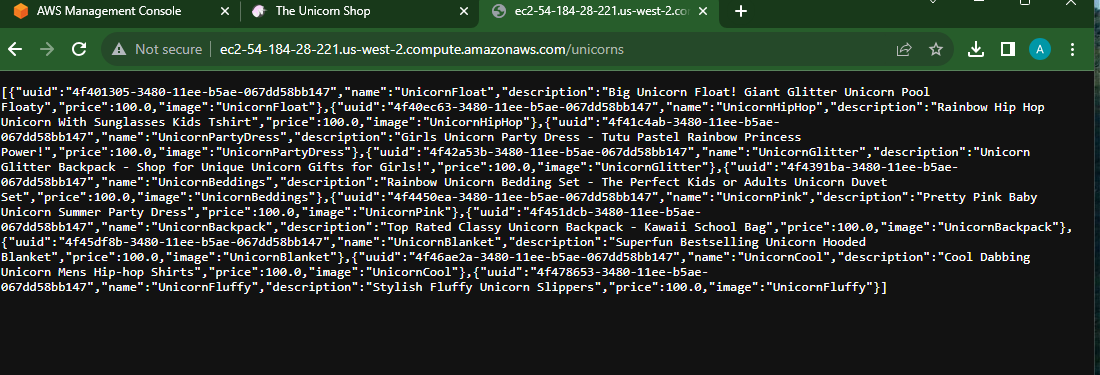 AWS Management Console
The Unicorn Shop
ec2-54-184-28-221.us-west-2.co
Not secure
ec2-54-184-28-221.us-west-2.compute.amazonaws.com/unicorns
A
[{"uuid":"4f401305-3480-11ee-b5ae-067dd58bb147","name":"UnicornFloat","description":"Big Unicorn Float! Giant Glitter Unicorn Pool
Floaty","price":100.0,"image":"UnicornFloat"},{"uuid":"4f40ec63-3480-11ee-b5ae-067dd58bb147","name":"UnicornHipHop","description":"Rainbow Hip Hop
Unicorn With Sunglasses Kids Tshirt","price":100.0,"image":"UnicornHipHop"},{"uuid":"4f41c4ab-3480-11ee-b5ae-
067dd58bb147","name":"UnicornPartyDress","description":"Girls Unicorn Party Dress - Tutu Pastel Rainbow Princess
Power!","price":100.0,"image":"UnicornPartyDress"},{"uuid":"4f42a53b-3480-11ee-b5ae-067dd58bb147","name":"UnicornGlitter","description":"Unicorn
Glitter Backpack - Shop for Unique Unicorn Gifts for Girls!","price":100.0,"image":"UnicornGlitter"},{"uuid":"4f4391ba-3480-11ee-b5ae-
067dd58bb147","name":"UnicornBeddings","description":"Rainbow Unicorn Bedding Set - The Perfect Kids or Adults Unicorn Duvet
Set","price":100.0,"image":"UnicornBeddings"},{"uuid":"4f4450ea-3480-11ee-b5ae-067dd58bb147","name":"UnicornPink","description":"Pretty Pink Baby
Unicorn Summer Party Dress","price":100.0,"image":"UnicornPink"},{"uuid":"4f451dcb-3480-11ee-b5ae-
067dd58bb147","name":"UnicornBackpack","description":"Top Rated Classy Unicorn Backpack - Kawaii School Bag","price":100.0,"image":"UnicornBackpack"},
{"uuid":"4f45df8b-3480-11ee-b5ae-067dd58bb147","name":"UnicornBlanket","description":"Superfun Bestselling Unicorn Hooded
Blanket","price":100.0,"image":"UnicornBlanket"},{"uuid":"4f46ae2a-3480-11ee-b5ae-067dd58bb147","name":"UnicornCool","description":"Cool Dabbing
Unicorn Mens Hip-hop Shirts","price":100.0,"image":"UnicornCool"},{"uuid":"4f478653-3480-11ee-b5ae-
067dd58bb147","name":"UnicornFluffy","description":"Stylish Fluffy Unicorn Slippers","price":100.0,"image":"UnicornFluffy"}]